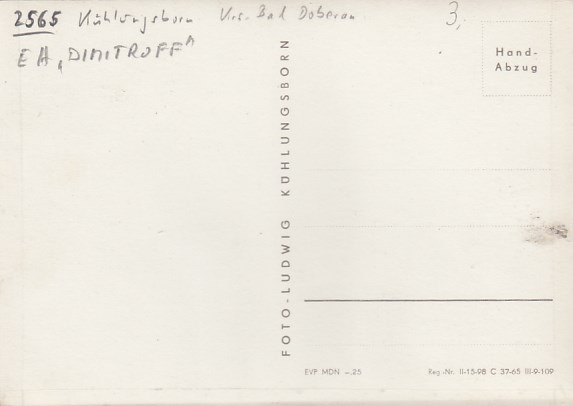 2565 Kühlungsborn Krs. Bad Doberan 3,
EH „DIMITROFF"
Hand-
Abzug
FOTO-LUDWIG KÜHLUNGSBORN
EVP MDN –.25
Reg.-Nr. II-15-98 C 37-65 III-9-109